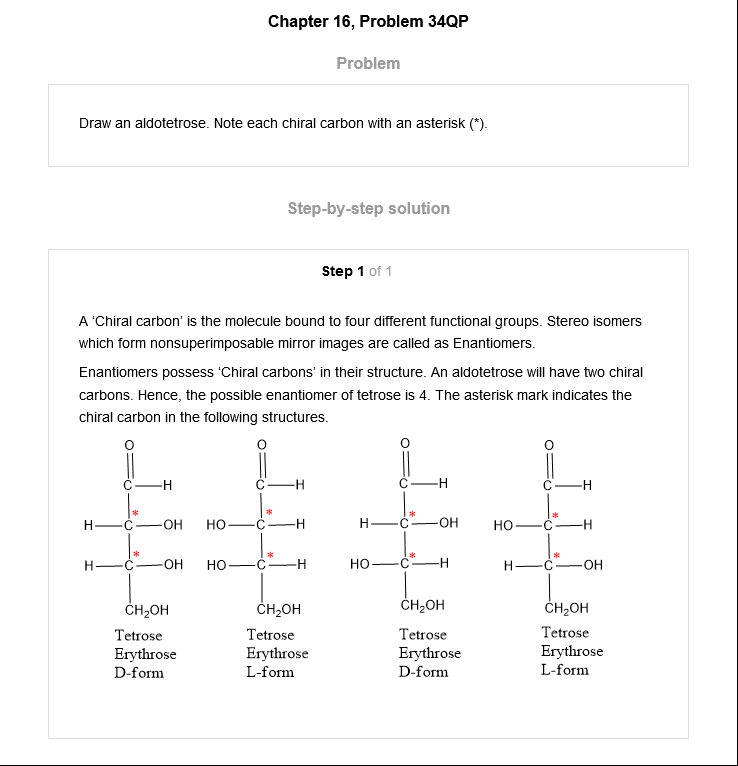 Chapter 16, Problem 34QP
Problem
Draw an aldotetrose. Note each chiral carbon with an asterisk (*).
Step-by-step solution
Step 1 of 1
A ‘Chiral carbon’ is the molecule bound to four different functional groups. Stereo isomers
which form nonsuperimposable mirror images are called as Enantiomers.
Enantiomers possess ‘Chiral carbons’ in their structure. An aldotetrose will have two chiral
carbons. Hence, the possible enantiomer of tetrose is 4. The asterisk mark indicates the
chiral carbon in the following structures.
O O O O
C H C H C H C H
* * * *
H C OH HO C H H C OH HO C H
* * * *
H C OH HO C H HO C H H C OH
CH₂OH CH₂OH CH₂OH CH₂OH
Tetrose Tetrose Tetrose Tetrose
Erythrose Erythrose Erythrose Erythrose
D-form L-form D-form L-form